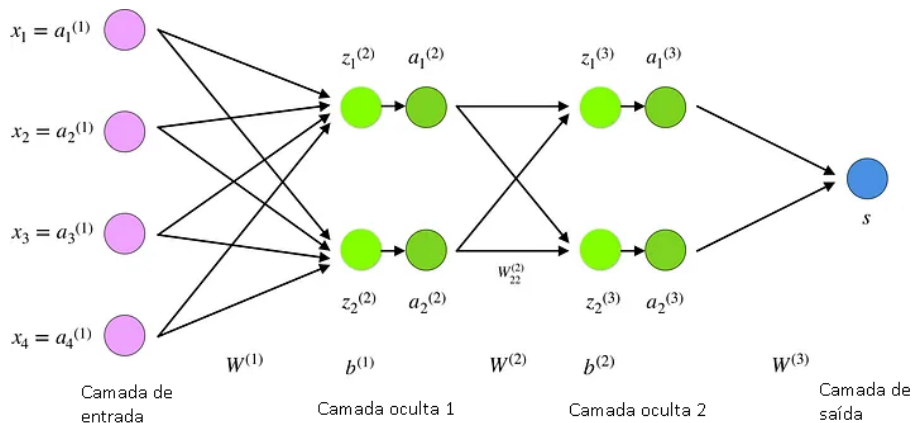 x₁ = a₁⁽¹⁾
x₂ = a₂⁽¹⁾
x₃ = a₃⁽¹⁾
x₄ = a₄⁽¹⁾
z₁⁽²⁾ a₁⁽²⁾
z₂⁽²⁾ a₂⁽²⁾
z₁⁽³⁾ a₁⁽³⁾
z₂⁽³⁾ a₂⁽³⁾
W₂₂⁽²⁾
s
W⁽¹⁾ b⁽¹⁾ W⁽²⁾ b⁽²⁾ W⁽³⁾
Camada de
entrada
Camada oculta 1
Camada oculta 2
Camada de
saída